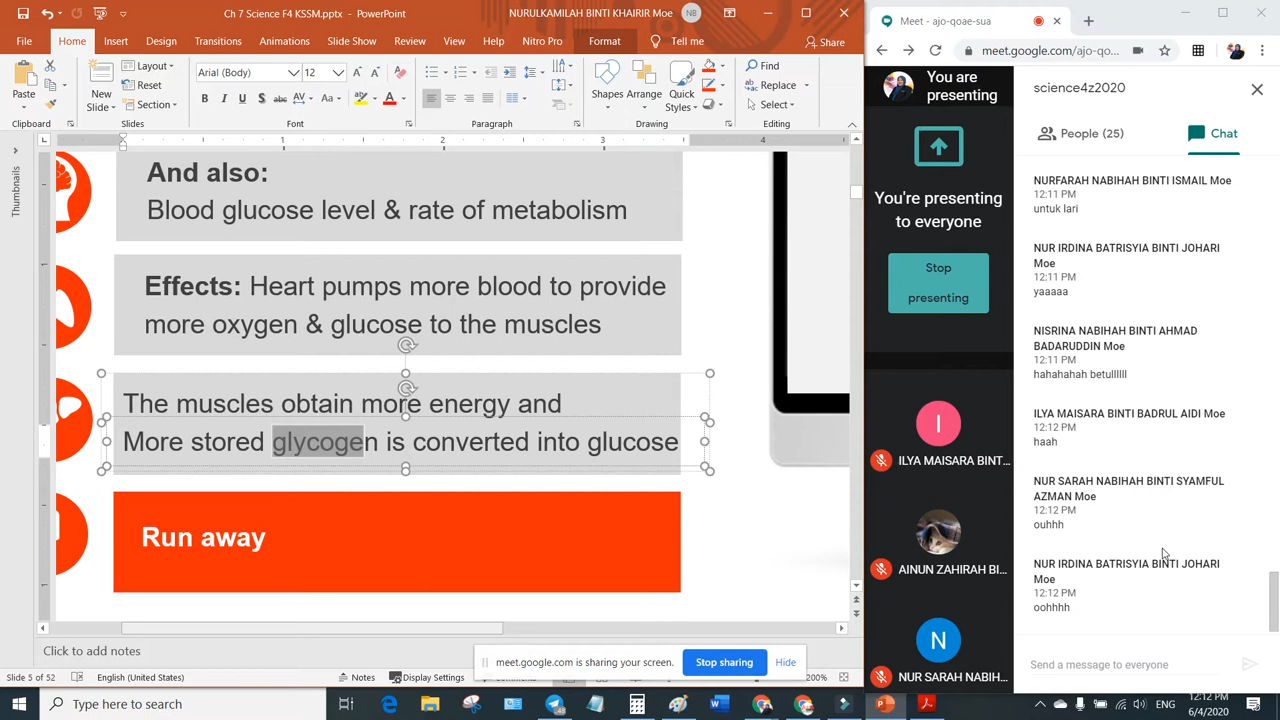 Ch 7 Science F4 KSSM.pptx
NURULKAMILAH BINTI KHAIRIR Moe
NB
File
Home
Insert
Design
Transitions
Animations
Slide Show
Review
View
Help
Nitro Pro
Format
Tell me
Share
Paste
New
Slide
Layout
Reset
Section
Arial (Body)
11
Shapes
Arrange
Quick
Styles
Find
Replace
Select
Clipboard
Slides
Font
Paragraph
Drawing
Editing
Thumbnails
1
2
3
4
And also:
Blood glucose level & rate of metabolism
Effects: Heart pumps more blood to provide
more oxygen & glucose to the muscles
The muscles obtain more energy and
More stored glycogen is converted into glucose
Run away
Click to add notes
meet.google.com is sharing your screen.
Stop sharing
Hide
Slide 5 of 52
English (United States)
Notes
Display Settings
Comments
200%
Type here to search
Meet - ajo-qoae-sua
meet.google.com/ajo-qo...
You are
presenting
You're presenting
to everyone
Stop
presenting
I
ILYA MAISARA BINT...
AINUN ZAHIRAH BI...
N
NUR SARAH NABIH...
science4z2020
People (25)
Chat
NURFARAH NABIHAH BINTI ISMAIL Moe
12:11 PM
untuk lari
NUR IRDINA BATRISYIA BINTI JOHARI
Moe
12:11 PM
yaaaaa
NISRINA NABIHAH BINTI AHMAD
BADARUDDIN Moe
12:11 PM
hahahahah betullllll
ILYA MAISARA BINTI BADRUL AIDI Moe
12:12 PM
haah
NUR SARAH NABIHAH BINTI SYAMFUL
AZMAN Moe
12:12 PM
ouhhh
NUR IRDINA BATRISYIA BINTI JOHARI
Moe
12:12 PM
oohhhh
Send a message to everyone
ENG
12:12 PM
6/4/2020